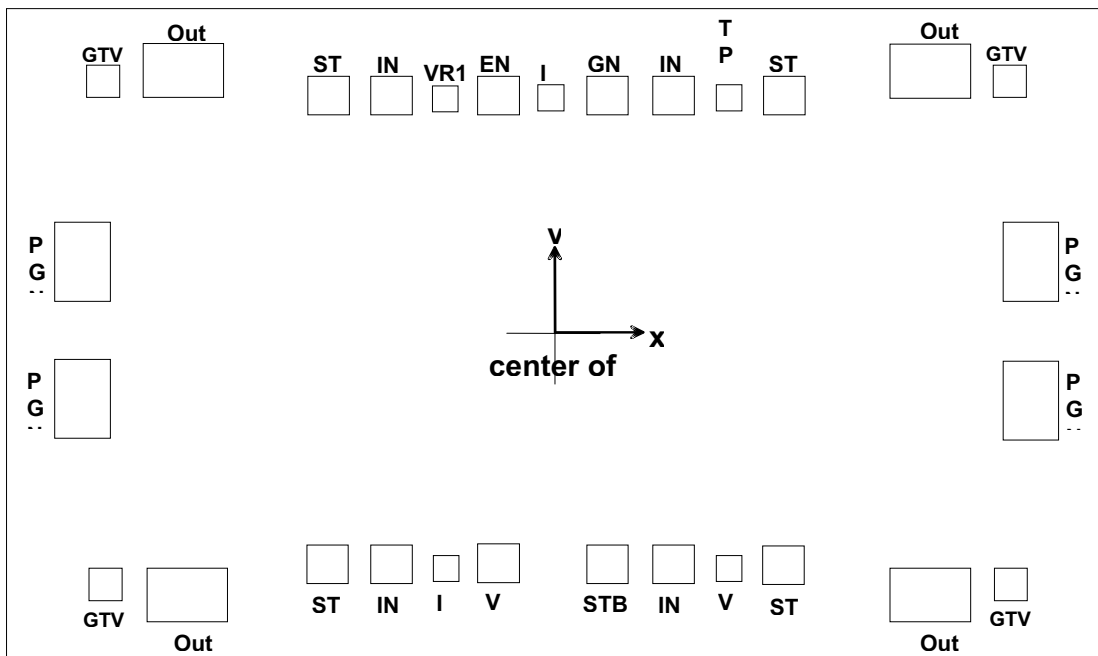 GTV
Out
ST
IN
VR1
EN
I
GN
IN
T
P
ST
Out
GTV
P
G
P
G
x
center of
P
G
P
G
GTV
Out
ST
IN
I
V
STB
IN
V
ST
Out
GTV